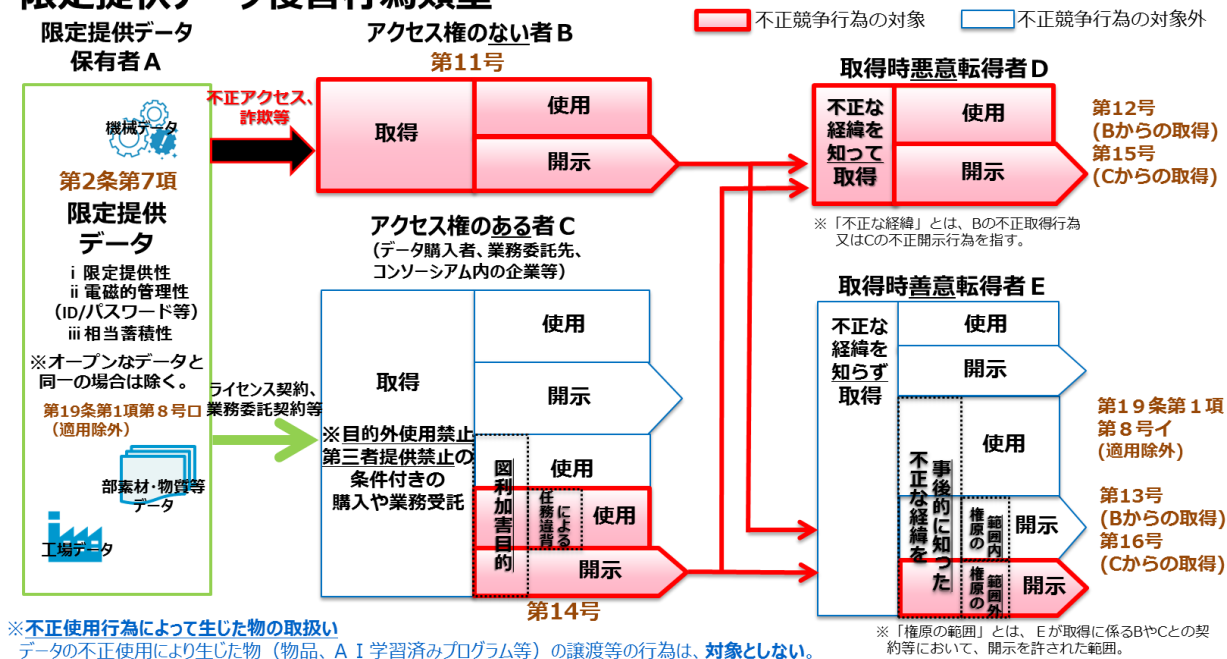 限定提供データ侵害行為類型
不正競争行為の対象
不正競争行為の対象外
限定提供データ
保有者A
機械データ
第2条第7項
限定提供
データ
ⅰ 限定提供性
ⅱ 電磁的管理性
（ID/パスワード等）
ⅲ 相当蓄積性
※オープンなデータと
同一の場合は除く。
第19条第1項第８号ロ
（適用除外）
部素材・物質等
データ
工場データ
不正アクセス、
詐欺等
ライセンス契約、
業務委託契約等
アクセス権のない者B
第11号
取得
使用
開示
アクセス権のある者C
（データ購入者、業務委託先、
コンソーシアム内の企業等）
取得
※目的外使用禁止
第三者提供禁止の
条件付きの
購入や業務受託
使用
開示
図利加害目的
使用
任務違背
による
使用
開示
第14号
取得時悪意転得者D
不正な
経緯を
知って
取得
使用
開示
第12号
(Bからの取得)
第15号
(Cからの取得)
※「不正な経緯」とは、Bの不正取得行為
又はCの不正開示行為を指す。
取得時善意転得者E
不正な
経緯を
知らず
取得
使用
開示
事後的に知った
不正な経緯を
使用
権原の
範囲内
開示
権原の
範囲外
開示
第１９条第１項
第８号イ
(適用除外)
第13号
(Bからの取得)
第16号
(Cからの取得)
※「権原の範囲」とは、Ｅが取得に係るBやCとの契
約等において、開示を許された範囲。
※不正使用行為によって生じた物の取扱い
データの不正使用により生じた物（物品、ＡＩ学習済みプログラム等）の譲渡等の行為は、対象としない。